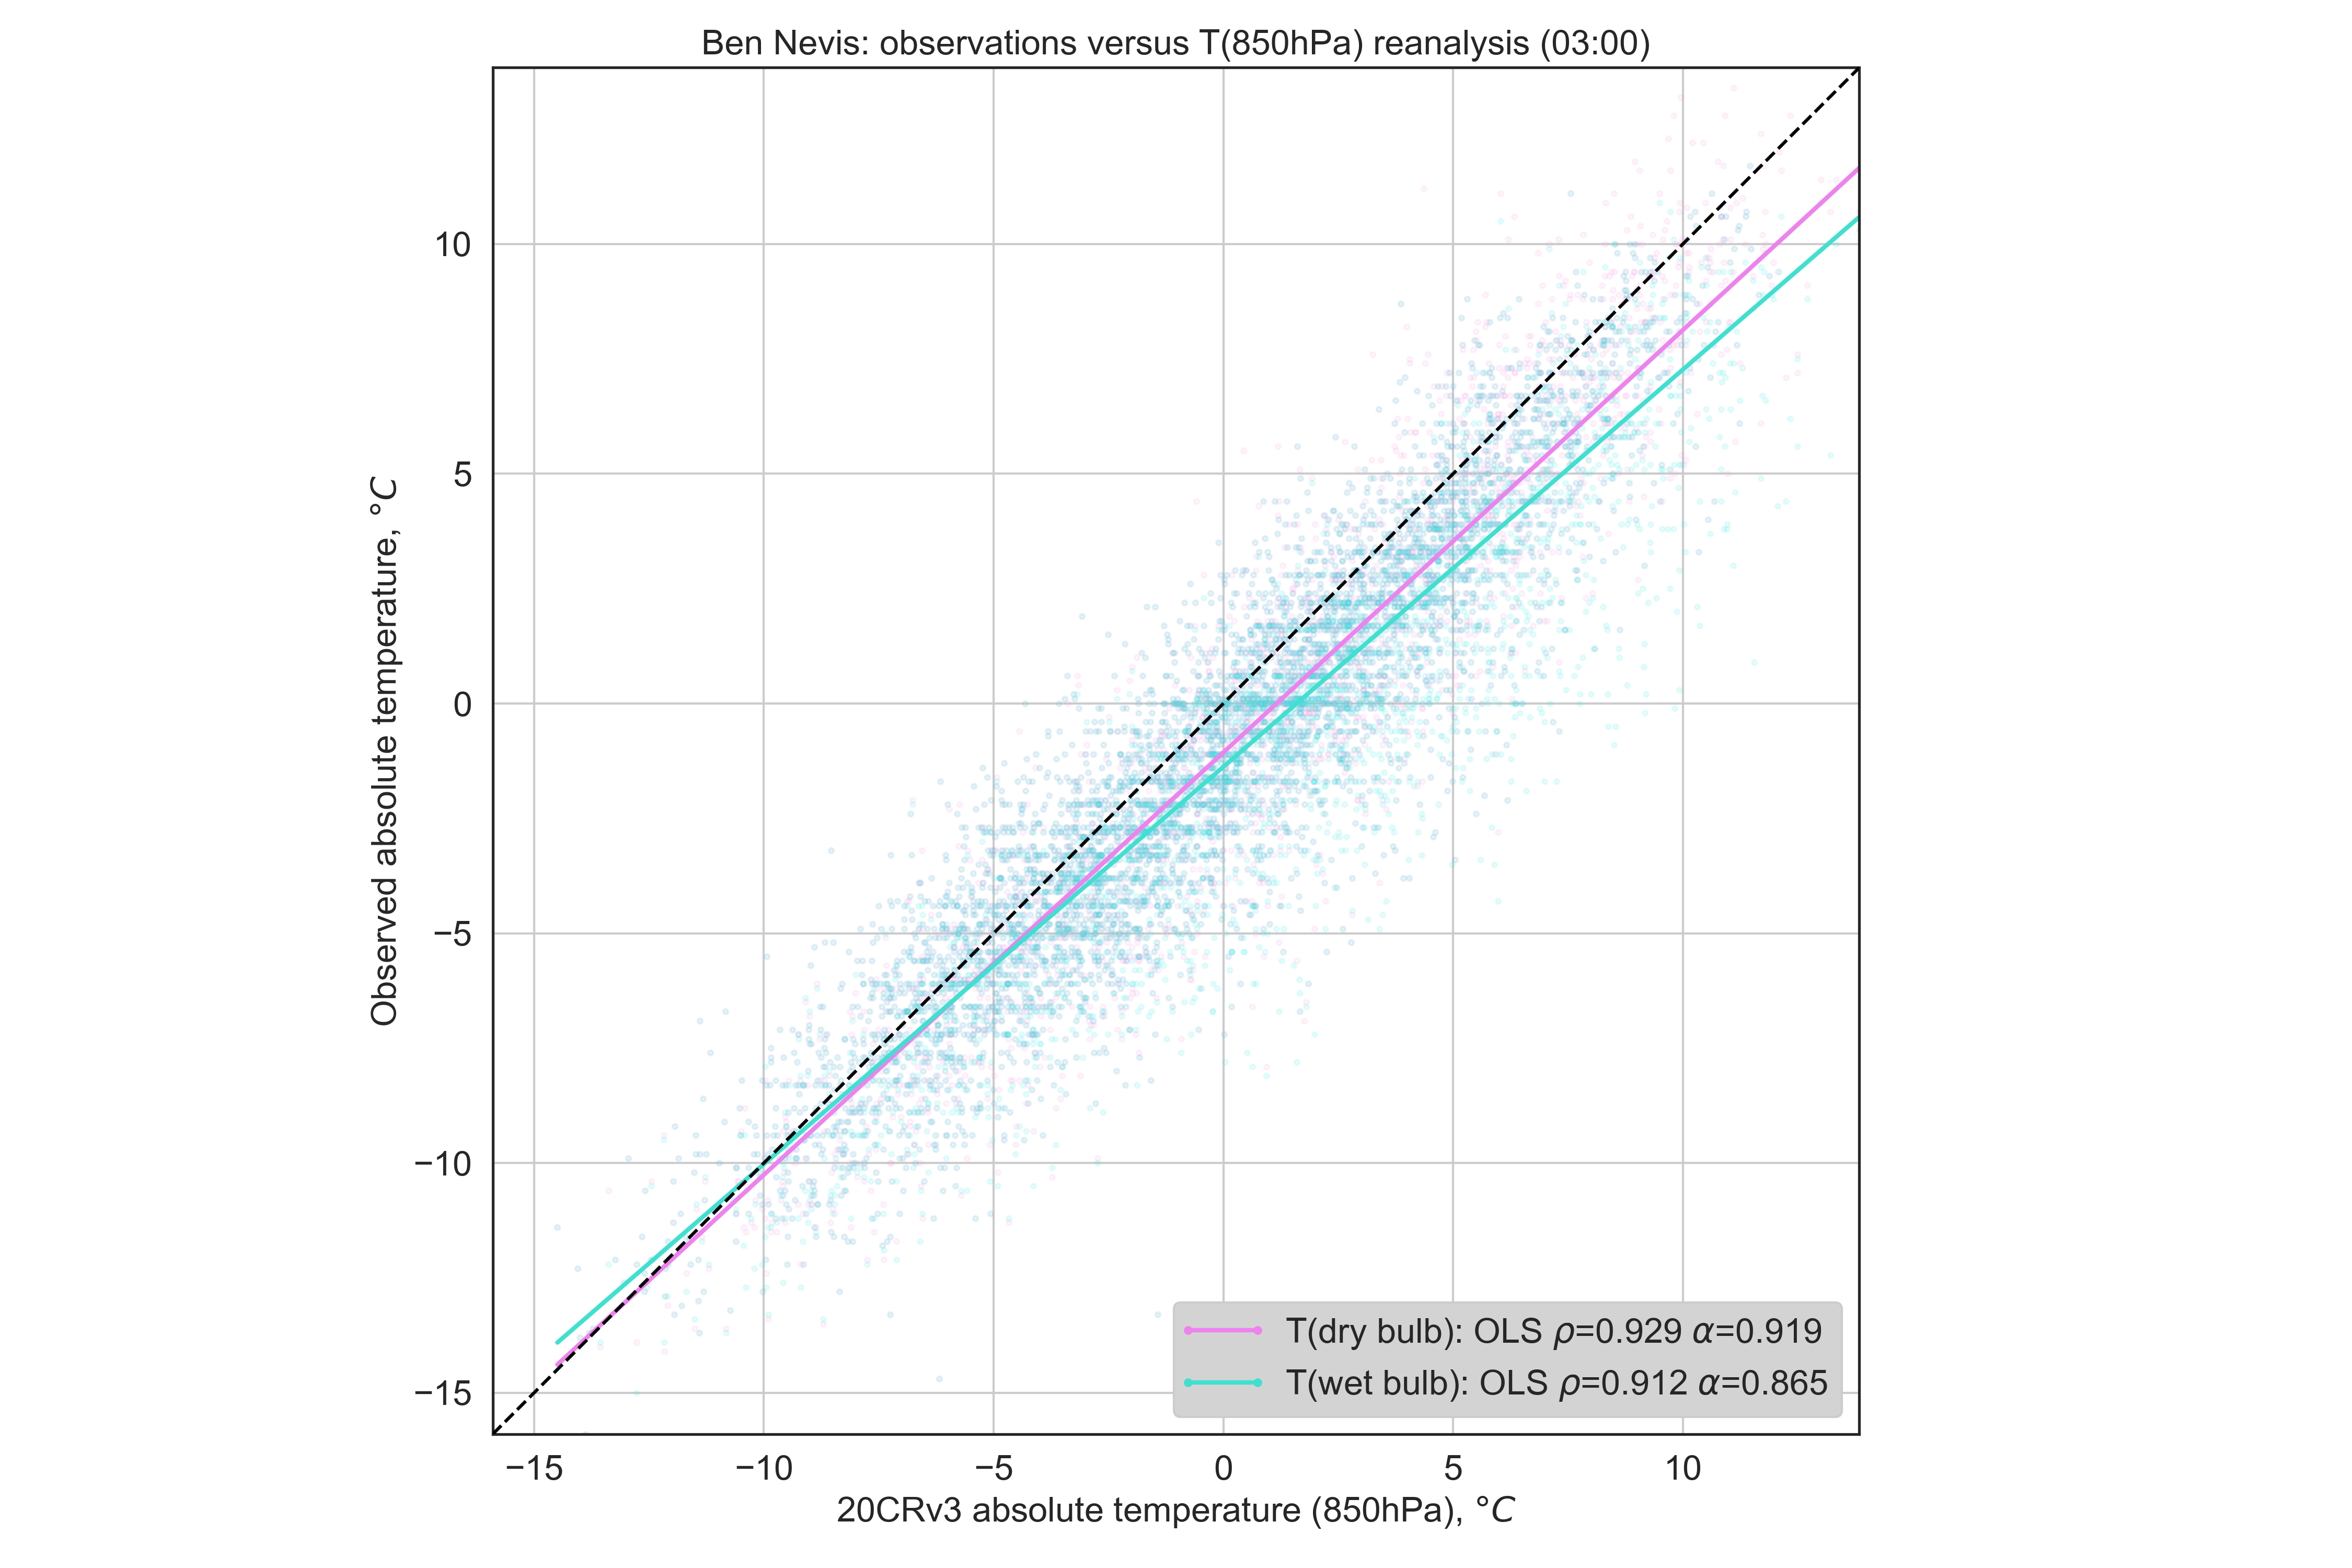 Ben Nevis: observations versus T(850hPa) reanalysis (03:00)
Observed absolute temperature, °C
10
5
0
−5
−10
−15
T(dry bulb): OLS ρ=0.929 α=0.919
T(wet bulb): OLS ρ=0.912 α=0.865
−15 −10 −5 0 5 10
20CRv3 absolute temperature (850hPa), °C